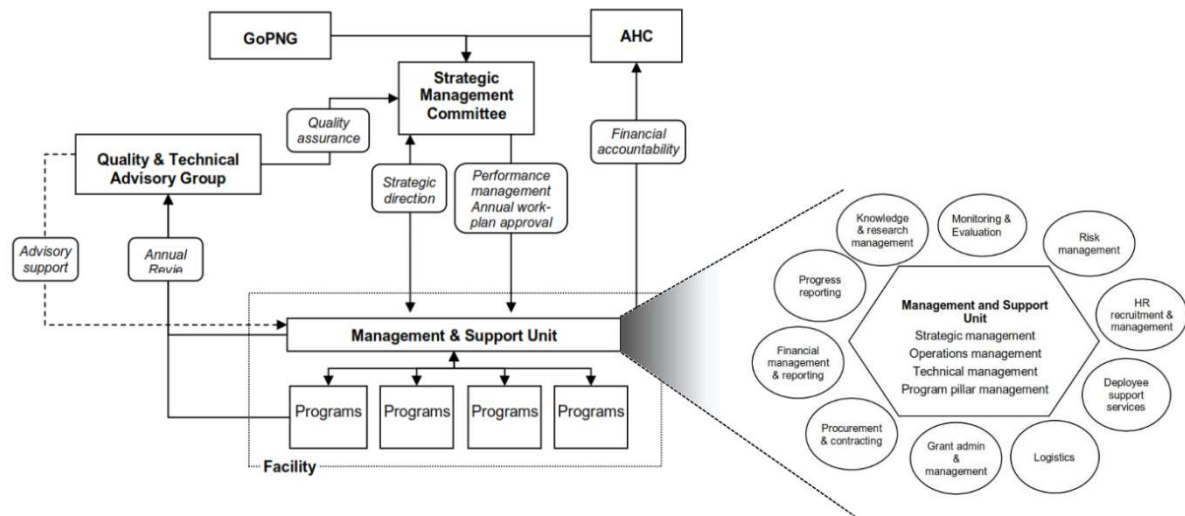 GoPNG
AHC
Strategic
Management
Committee
Quality
assurance
Financial
accountability
Quality & Technical
Advisory Group
Strategic
direction
Performance
management
Annual work-
plan approval
Advisory
support
Annual
Revie
Management & Support Unit
Programs
Programs
Programs
Programs
Facility
Knowledge
& research
management
Monitoring &
Evaluation
Risk
management
Progress
reporting
HR
recruitment &
management
Financial
management
& reporting
Deployee
support
services
Procurement
& contracting
Grant admin
&
management
Logistics
Management and Support
Unit
Strategic management
Operations management
Technical management
Program pillar management